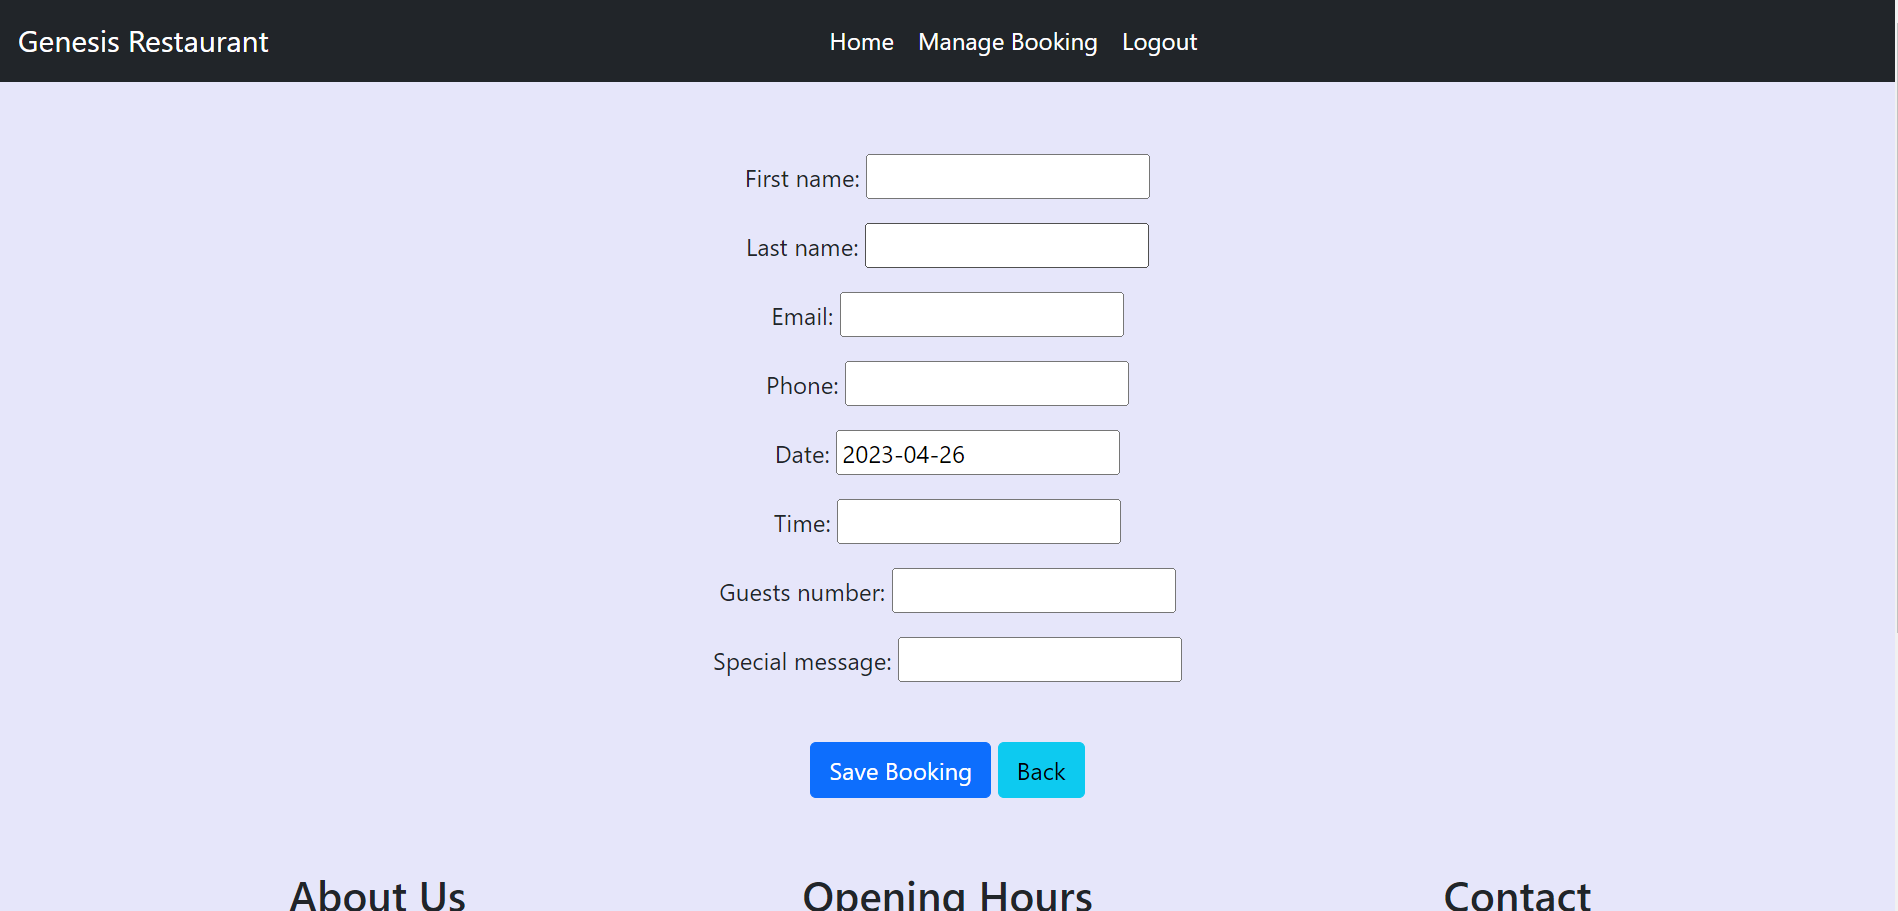 Genesis Restaurant Home Manage Booking Logout
First name:
Last name:
Email:
Phone:
Date: 2023-04-26
Time:
Guests number:
Special message:
Save Booking Back
About Us Opening Hours Contact